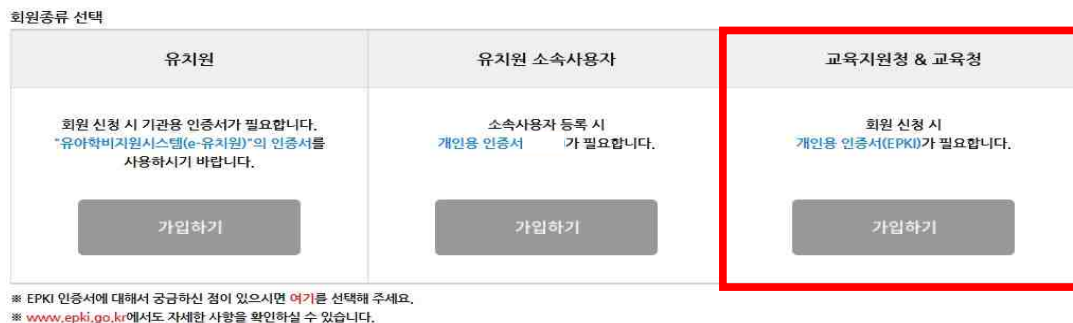 회원종류 선택
유치원
유치원 소속사용자
교육지원청 & 교육청
회원 신청 시 기관용 인증서가 필요합니다.
"유아학비지원시스템(e-유치원)"의 인증서를
사용하시기 바랍니다.
소속사용자 등록 시
개인용 인증서 가 필요합니다.
회원 신청 시
개인용 인증서(EPKI)가 필요합니다.
가입하기
가입하기
가입하기
※ EPKI 인증서에 대해서 궁금하신 점이 있으시면 여기를 선택해 주세요.
※ www.epki.go.kr에서도 자세한 사항을 확인하실 수 있습니다.